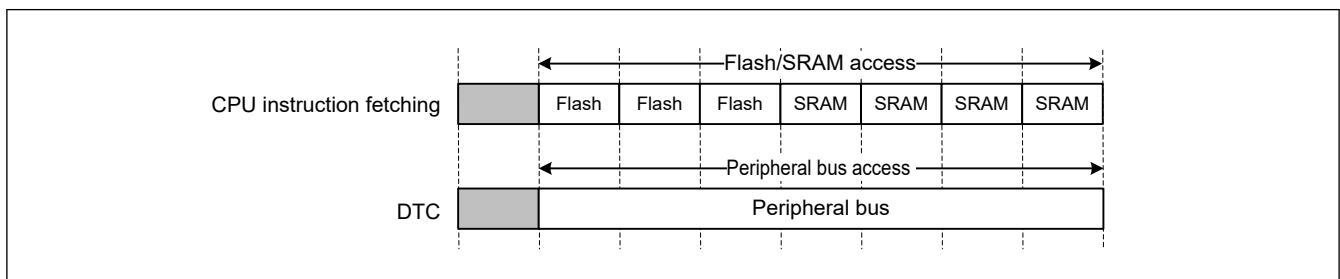 Flash/SRAM access
CPU instruction fetching Flash Flash Flash SRAM SRAM SRAM SRAM
Peripheral bus access
DTC Peripheral bus